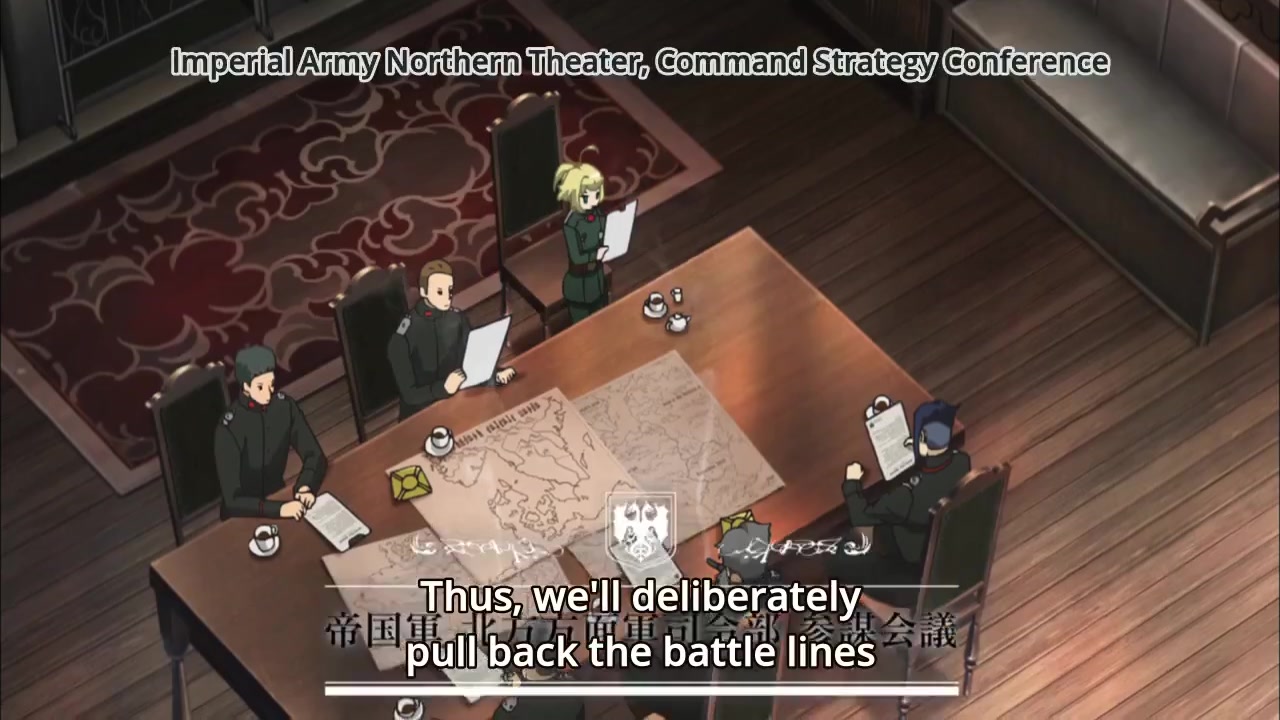 Imperial Army Northern Theater, Command Strategy Conference
Thus, we'll deliberately
帝国軍 北方方面軍司令部 参謀会議
pull back the battle lines